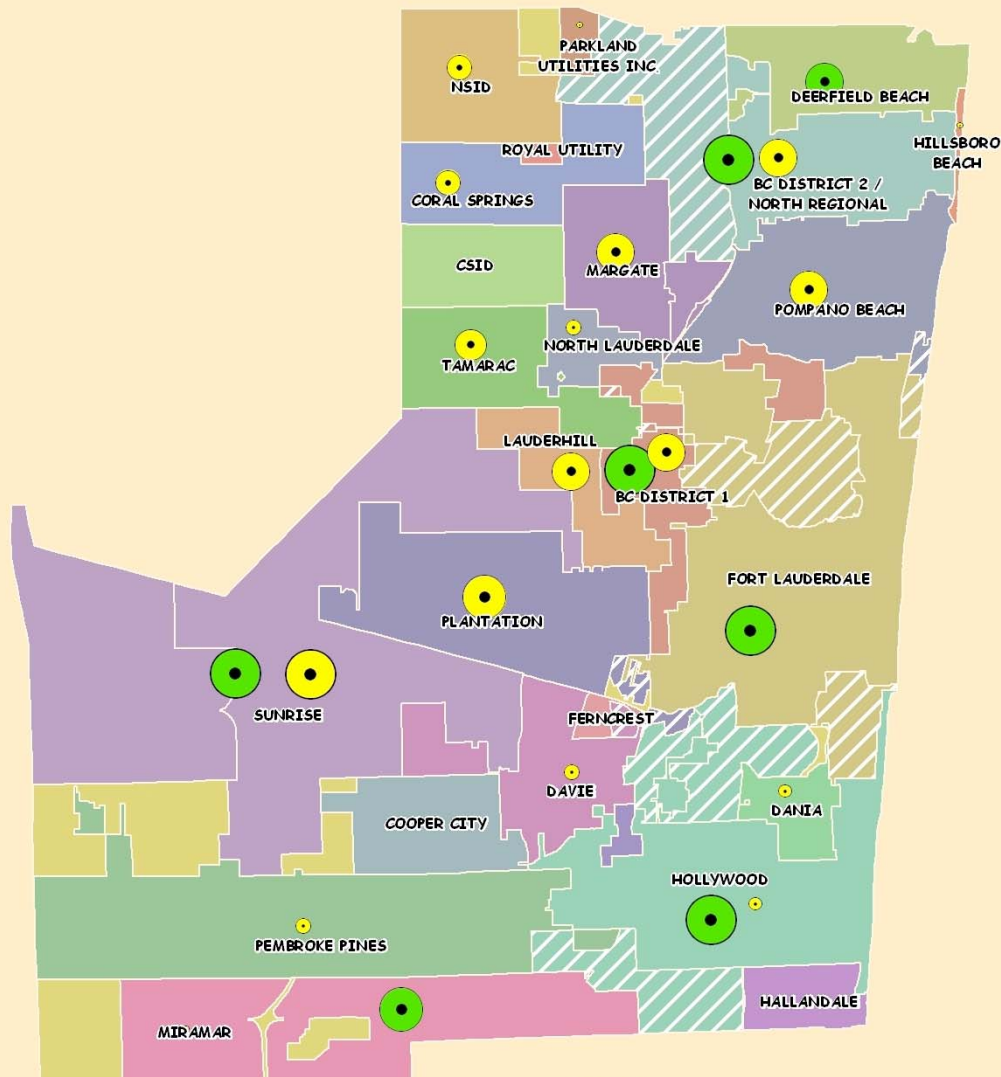 PARKLAND
UTILITIES INC
NSID
DEERFIELD BEACH
HILLSBORO
BEACH
ROYAL UTILITY
BC DISTRICT 2 /
NORTH REGIONAL
CORAL SPRINGS
CSID
MARGATE
POMPANO BEACH
NORTH LAUDERDALE
TAMARAC
LAUDERHILL
BC DISTRICT 1
FORT LAUDERDALE
PLANTATION
SUNRISE
FERNCREST
DAVIE
DANIA
COOPER CITY
HOLLYWOOD
PEMBROKE PINES
HALLANDALE
MIRAMAR